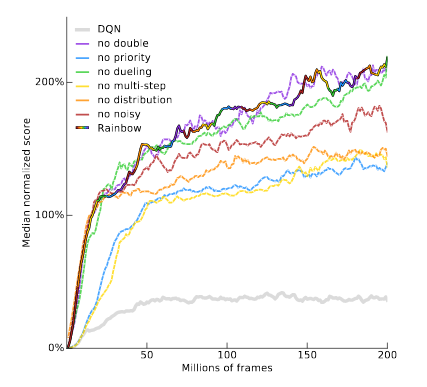 DQN
no double
no priority
no dueling
no multi-step
no distribution
no noisy
Rainbow
200%
100%
0%
Median normalized score
50
100
150
200
Millions of frames